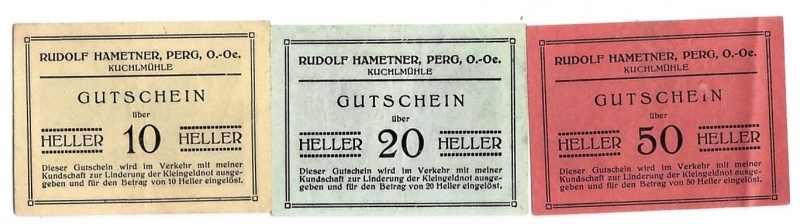 RUDOLF HAMETNER, PERG, O.-Oe.
KUCHLMÜHLE
GUTSCHEIN
über
HELLER 10 HELLER
Dieser Gutschein wird im Verkehr mit meiner
Kundschaft zur Linderung der Kleingeldnot ausge-
geben und für den Betrag von 10 Heller eingelöst.
RUDOLF HAMETNER, PERG, O.-Oe.
KUCHLMÜHLE
GUTSCHEIN
über
HELLER 20 HELLER
Dieser Gutschein wird im Verkehr mit meiner
Kundschaft zur Linderung der Kleingeldnot ausge-
geben und für den Betrag von 20 Heller eingelöst.
RUDOLF HAMETNER, PERG, O.-Oe.
KUCHLMÜHLE
GUTSCHEIN
über
HELLER 50 HELLER
Dieser Gutschein wird im Verkehr mit meiner
Kundschaft zur Linderung der Kleingeldnot ausge-
geben und für den Betrag von 50 Heller eingelöst.